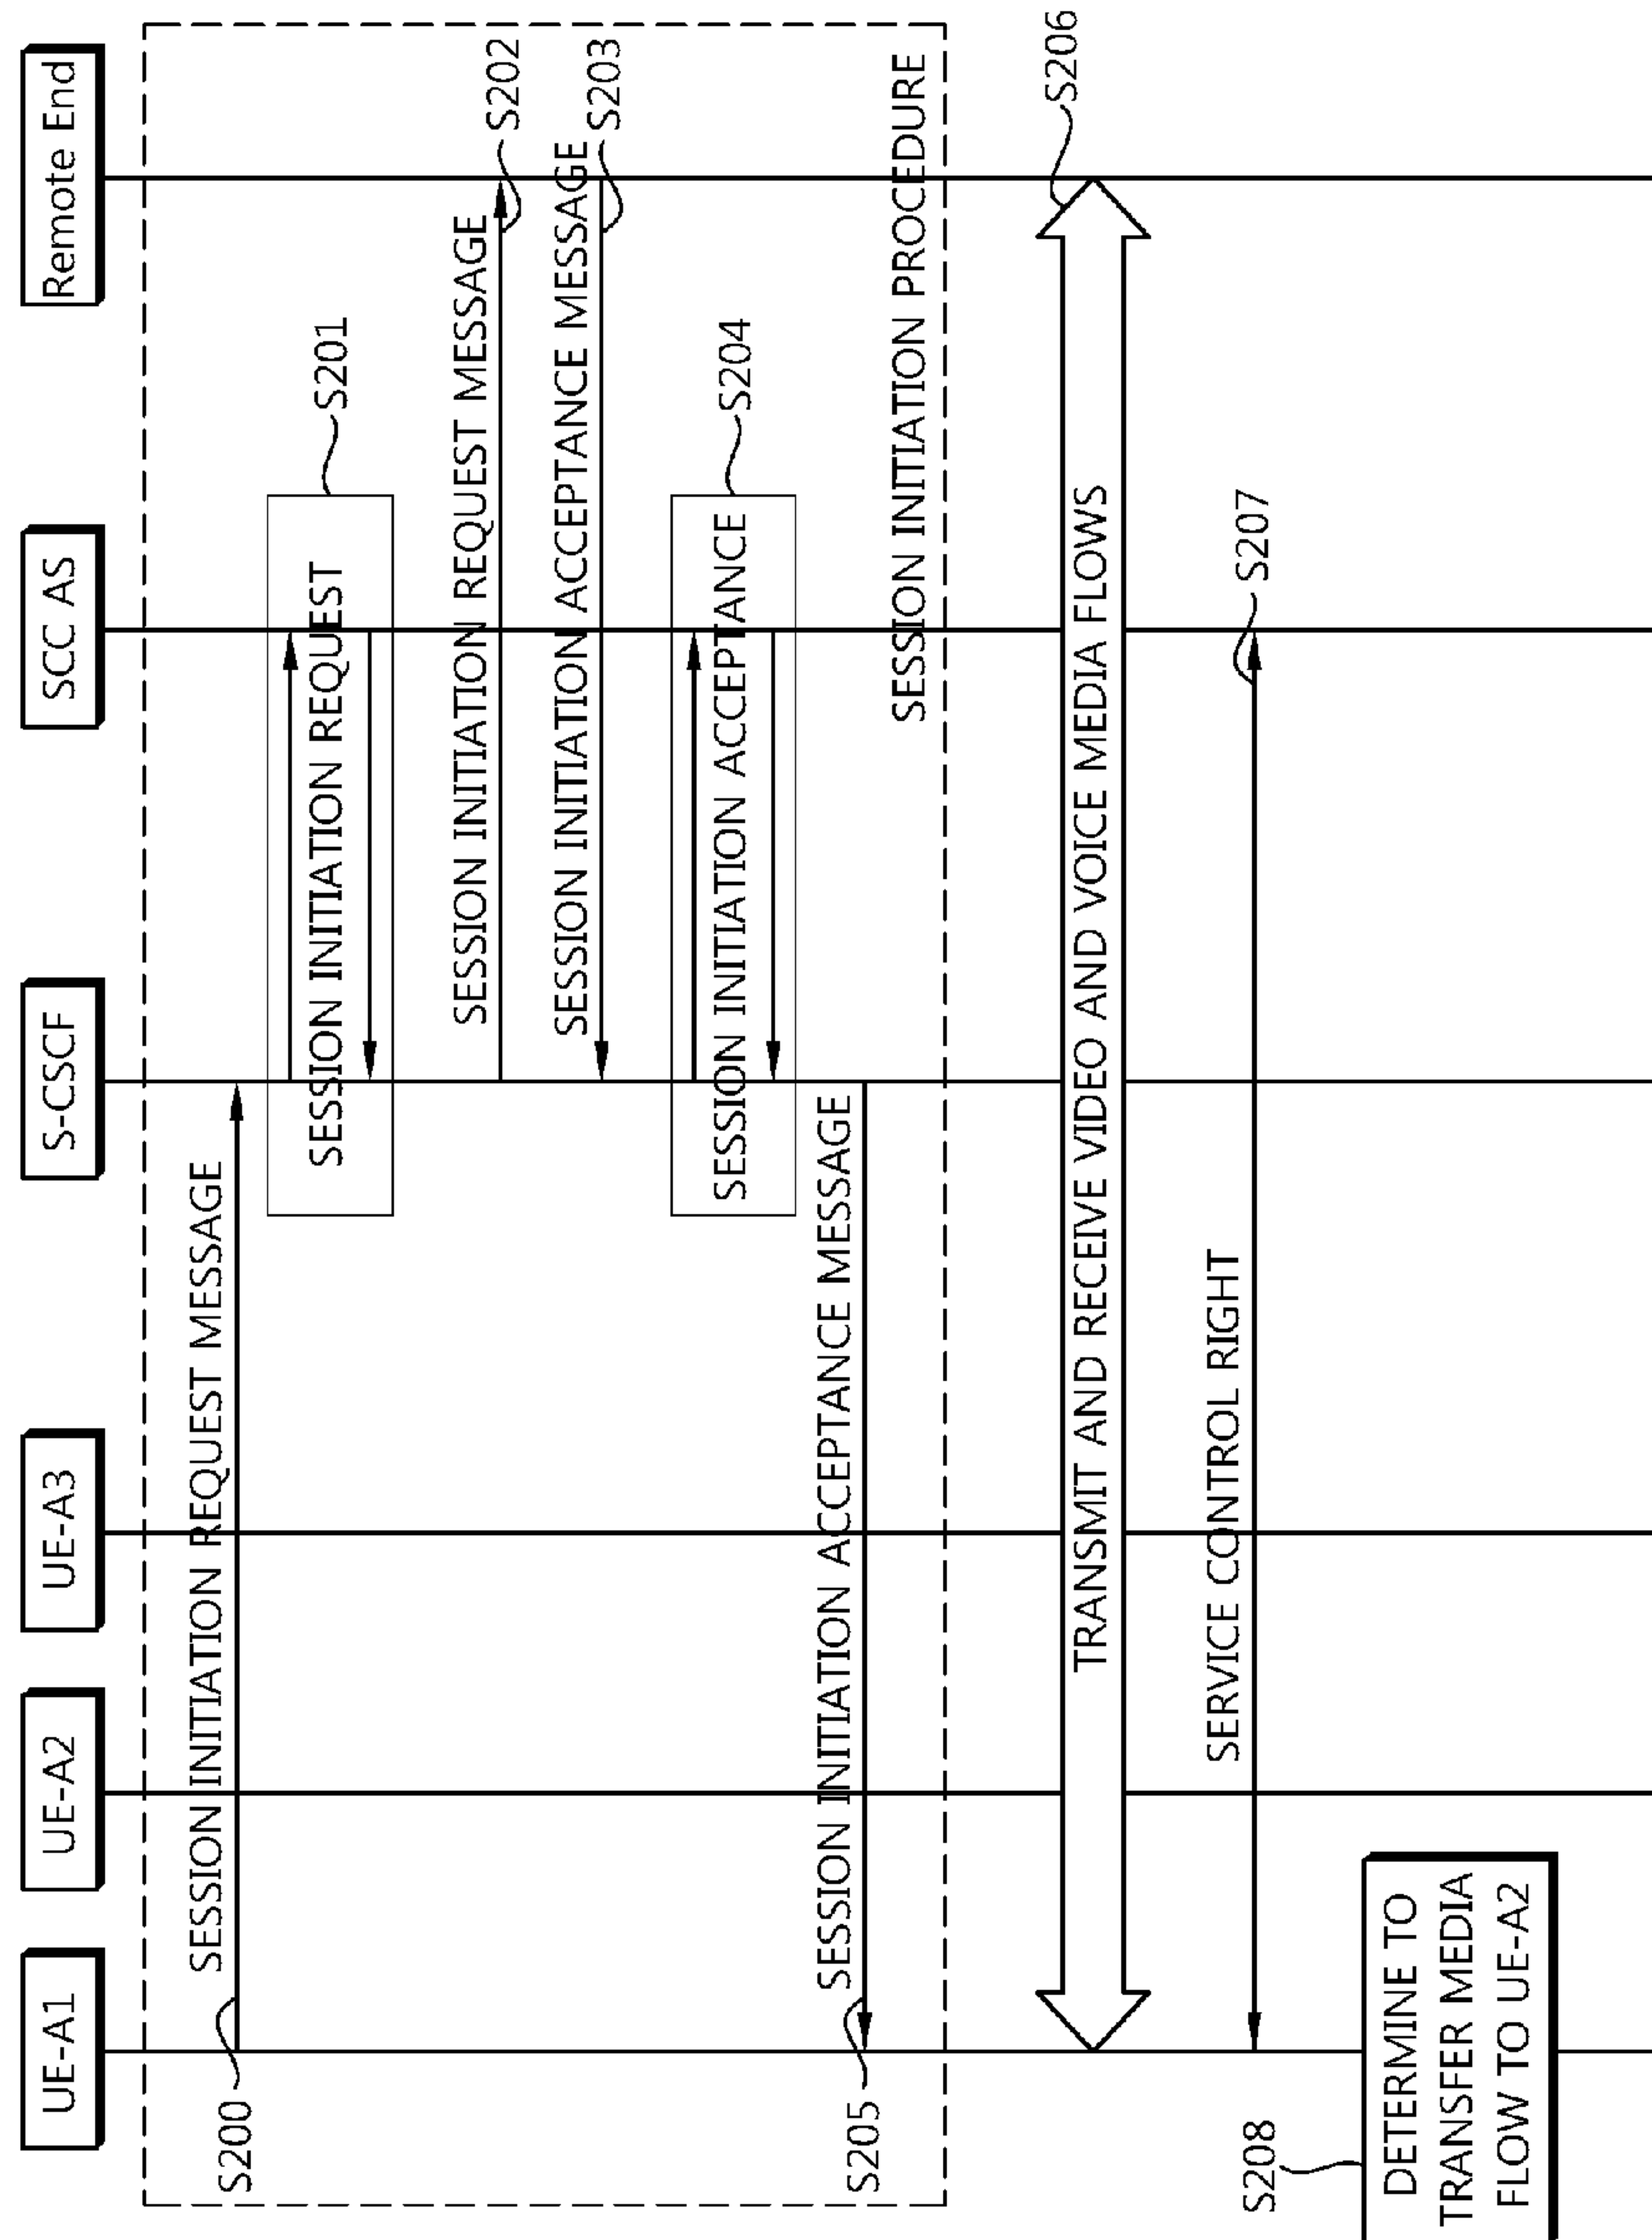 UE-A1
UE-A2
UE-A3
S-CSCF
SCC AS
Remote End
S200
SESSION INITIATION REQUEST MESSAGE
SESSION INITIATION REQUEST
S201
SESSION INITIATION REQUEST MESSAGE
S202
SESSION INITIATION ACCEPTANCE MESSAGE
S203
SESSION INITIATION ACCEPTANCE
S204
S205
SESSION INITIATION ACCEPTANCE MESSAGE
SESSION INITIATION PROCEDURE
TRANSMIT AND RECEIVE VIDEO AND VOICE MEDIA FLOWS
S206
SERVICE CONTROL RIGHT
S207
S208
DETERMINE TO
TRANSFER MEDIA
FLOW TO UE-A2